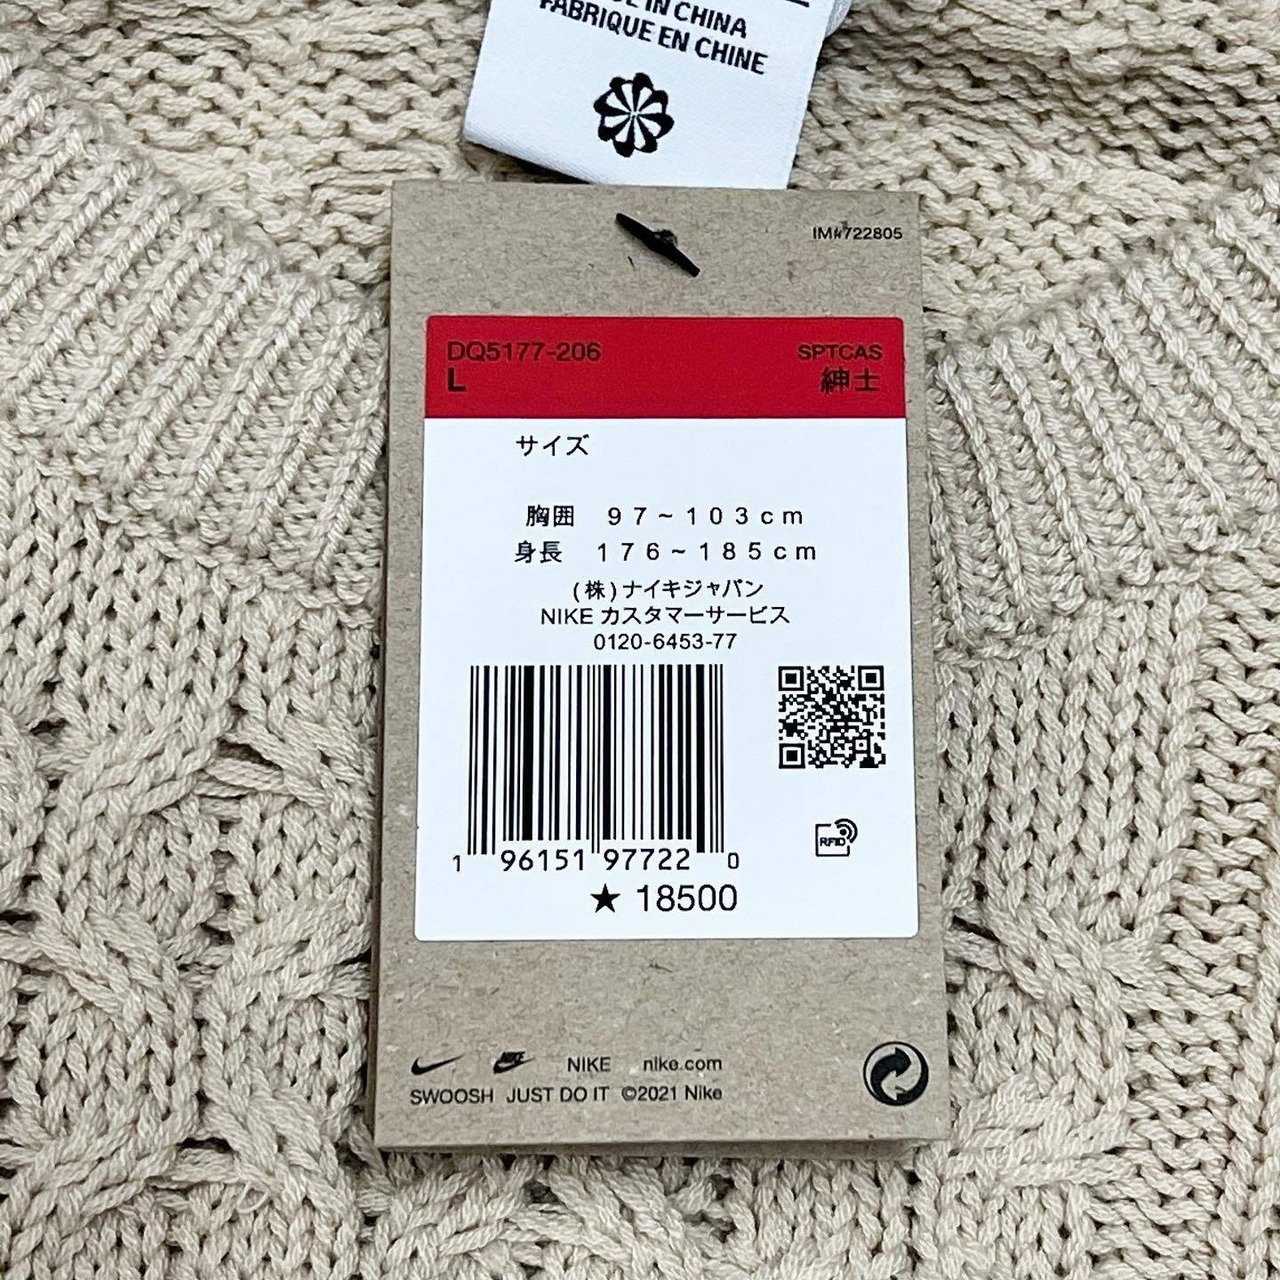 IN CHINA
FABRIQUE EN CHINE
IM#722805
DQ5177-206 SPTCAS
L 紳士
サイズ
胸囲 97~103cm
身長 176~185cm
(株)ナイキジャパン
NIKE カスタマーサービス
0120-6453-77
1 96151 97722 0
★ 18500
RFID
NIKE nike.com
SWOOSH JUST DO IT ©2021 Nike